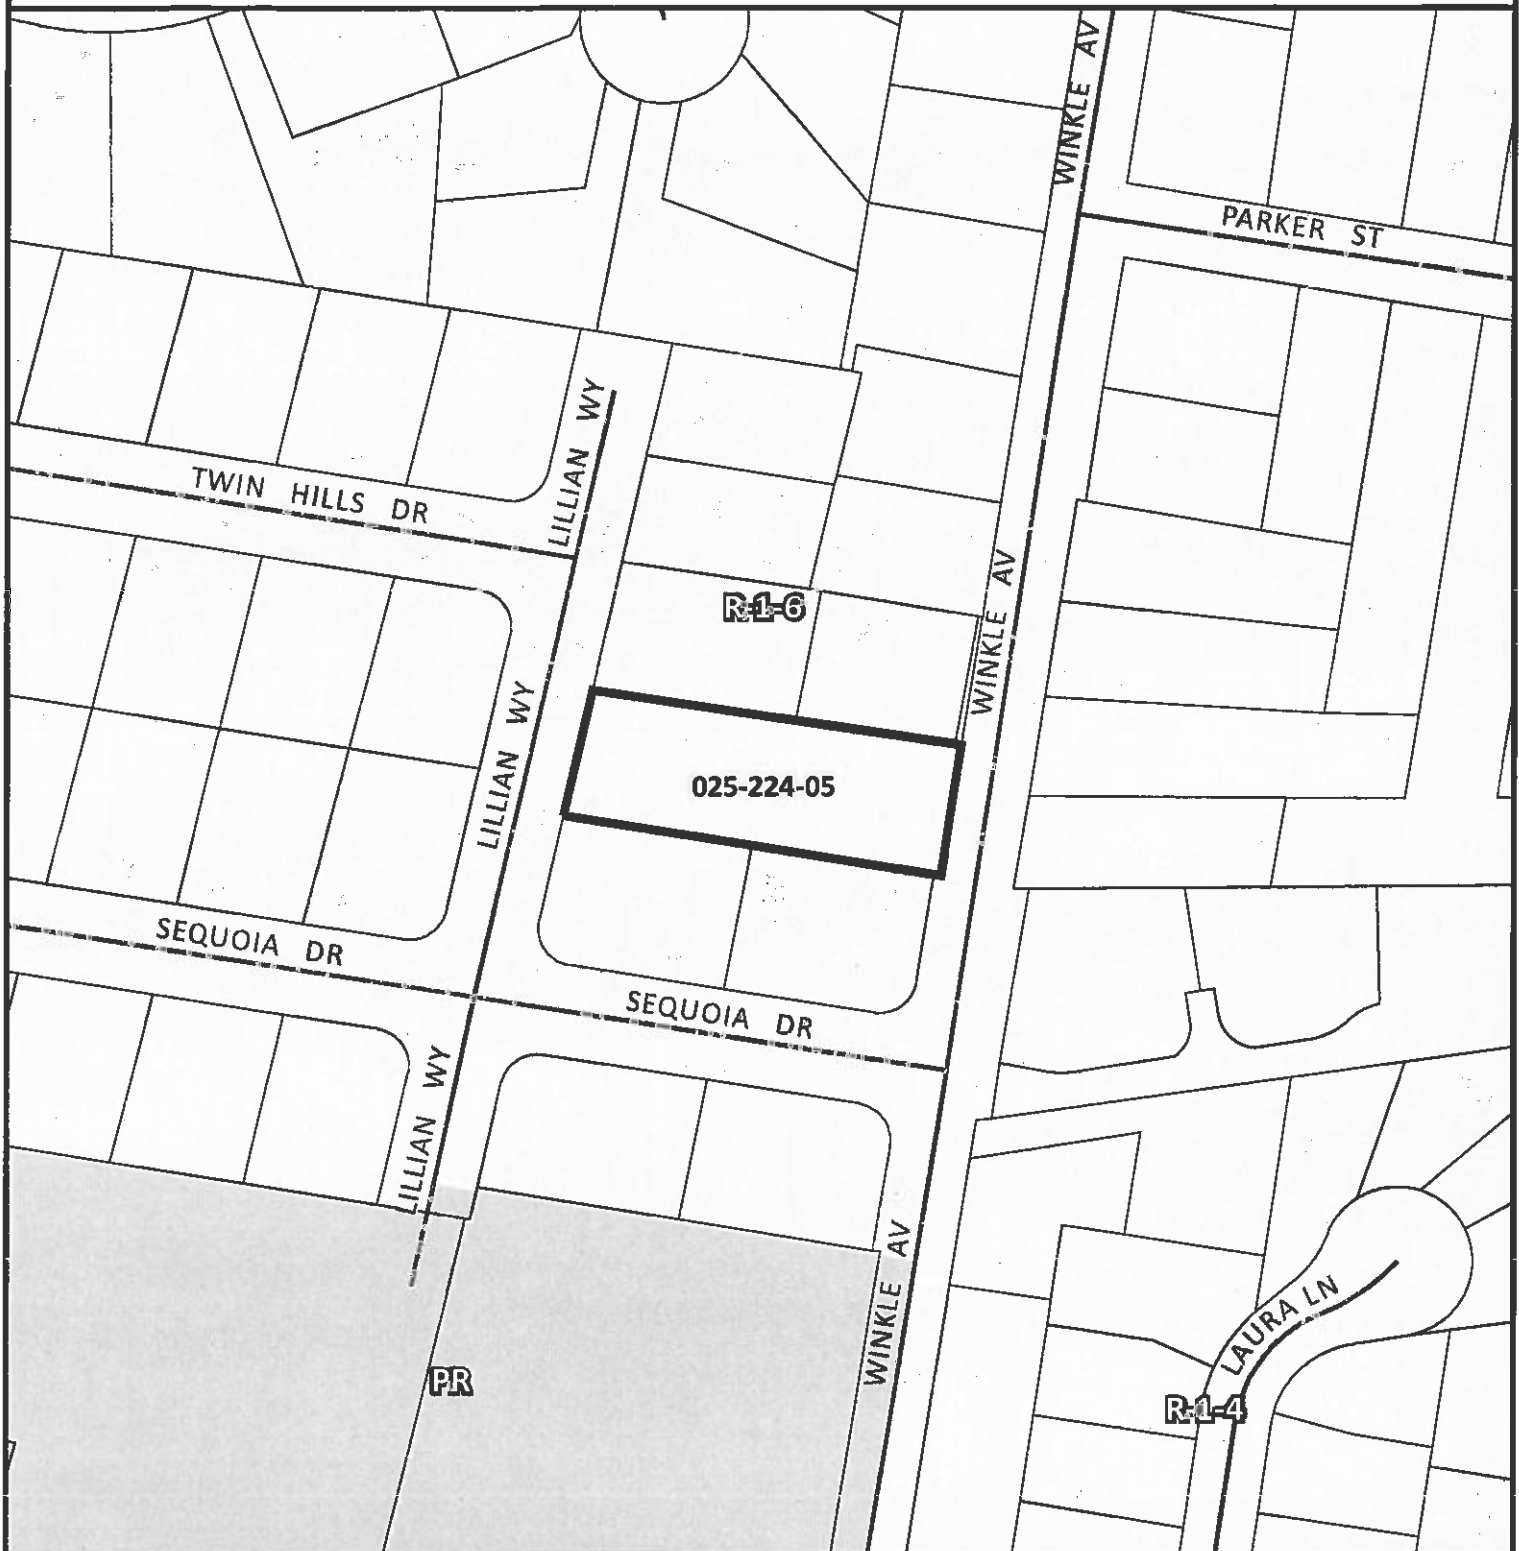 WINKLE AV
PARKER ST
LILLIAN WY
TWIN HILLS DR
R-1-6
WINKLE AV
LILLIAN WY
025-224-05
SEQUOIA DR
SEQUOIA DR
LILLIAN WY
WINKLE AV
LAURA LN
PR
R-1-4